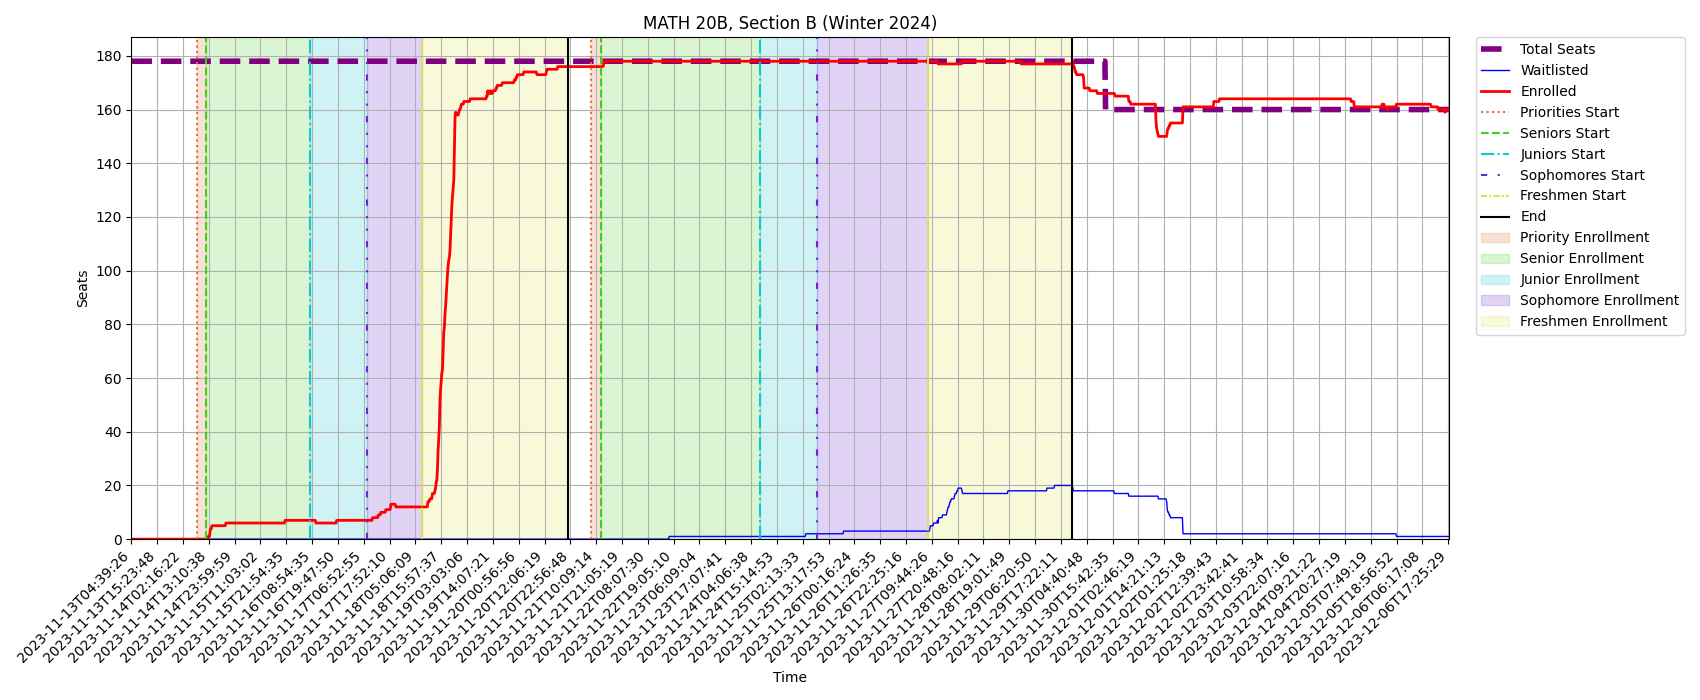 MATH 20B, Section B (Winter 2024)
Total Seats
Waitlisted
Enrolled
Priorities Start
Seniors Start
Juniors Start
Sophomores Start
Freshmen Start
End
Priority Enrollment
Senior Enrollment
Junior Enrollment
Sophomore Enrollment
Freshmen Enrollment
Seats
180
160
140
120
100
80
60
40
20
0
2023-11-13T04:39:26
2023-11-13T15:23:48
2023-11-14T02:16:22
2023-11-14T13:10:38
2023-11-14T23:59:59
2023-11-15T11:03:02
2023-11-15T21:54:35
2023-11-16T08:54:35
2023-11-16T19:47:50
2023-11-17T06:52:55
2023-11-17T17:52:10
2023-11-18T05:06:09
2023-11-18T15:57:37
2023-11-19T03:03:06
2023-11-19T14:07:21
2023-11-20T00:56:56
2023-11-20T12:06:19
2023-11-20T22:56:48
2023-11-21T10:09:14
2023-11-21T21:05:19
2023-11-22T08:07:30
2023-11-22T19:05:10
2023-11-23T06:09:04
2023-11-23T17:07:41
2023-11-24T04:06:38
2023-11-24T15:14:53
2023-11-25T02:13:33
2023-11-25T13:17:53
2023-11-26T00:16:24
2023-11-26T11:26:35
2023-11-26T22:25:16
2023-11-27T09:44:26
2023-11-27T20:48:16
2023-11-28T08:02:11
2023-11-28T19:01:49
2023-11-29T06:20:50
2023-11-29T17:22:11
2023-11-30T04:40:48
2023-11-30T15:42:35
2023-12-01T02:46:19
2023-12-01T14:21:13
2023-12-02T01:25:18
2023-12-02T12:39:43
2023-12-02T23:42:41
2023-12-03T10:58:34
2023-12-03T22:07:16
2023-12-04T09:21:22
2023-12-04T20:27:19
2023-12-05T07:49:19
2023-12-05T18:56:52
2023-12-06T06:17:08
2023-12-06T17:25:29
Time